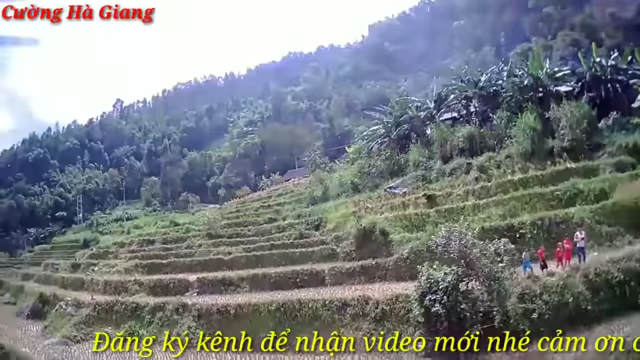 Cường Hà Giang
Đăng ký kênh để nhận video mới nhé cảm ơn